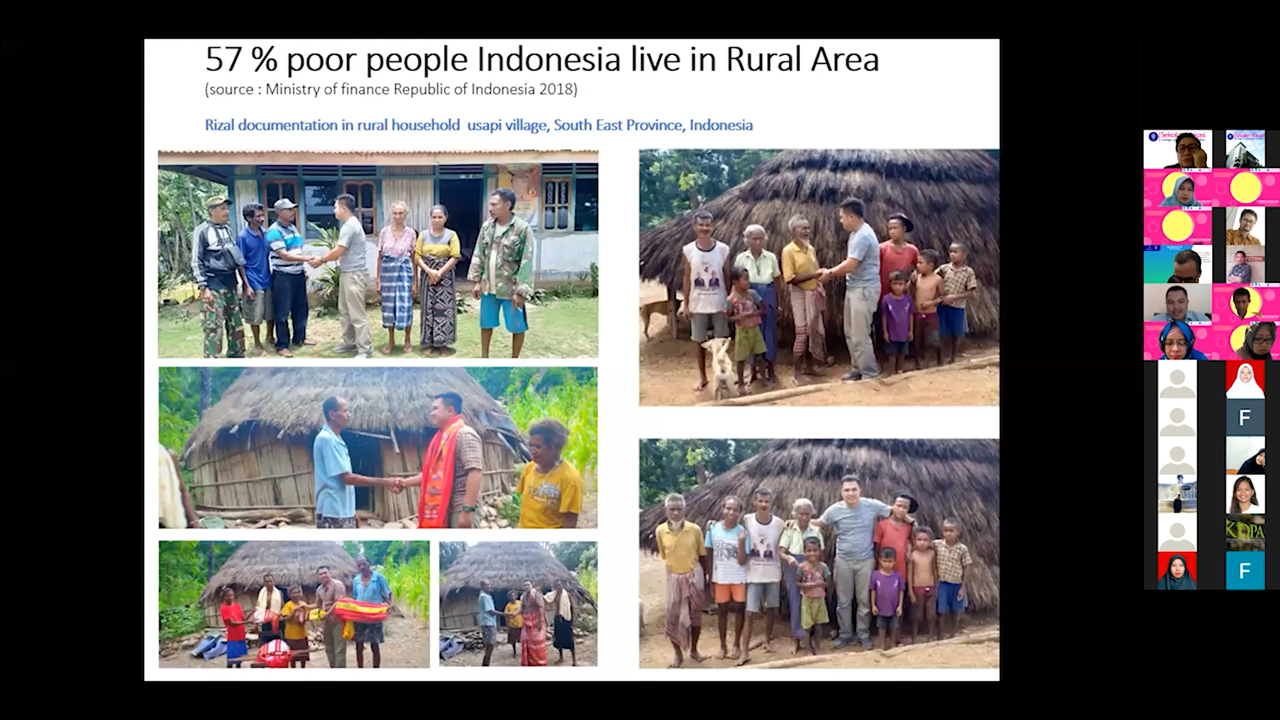 57 % poor people Indonesia live in Rural Area
(source : Ministry of finance Republic of Indonesia 2018)
Rizal documentation in rural household usapi village, South East Province, Indonesia
F
F